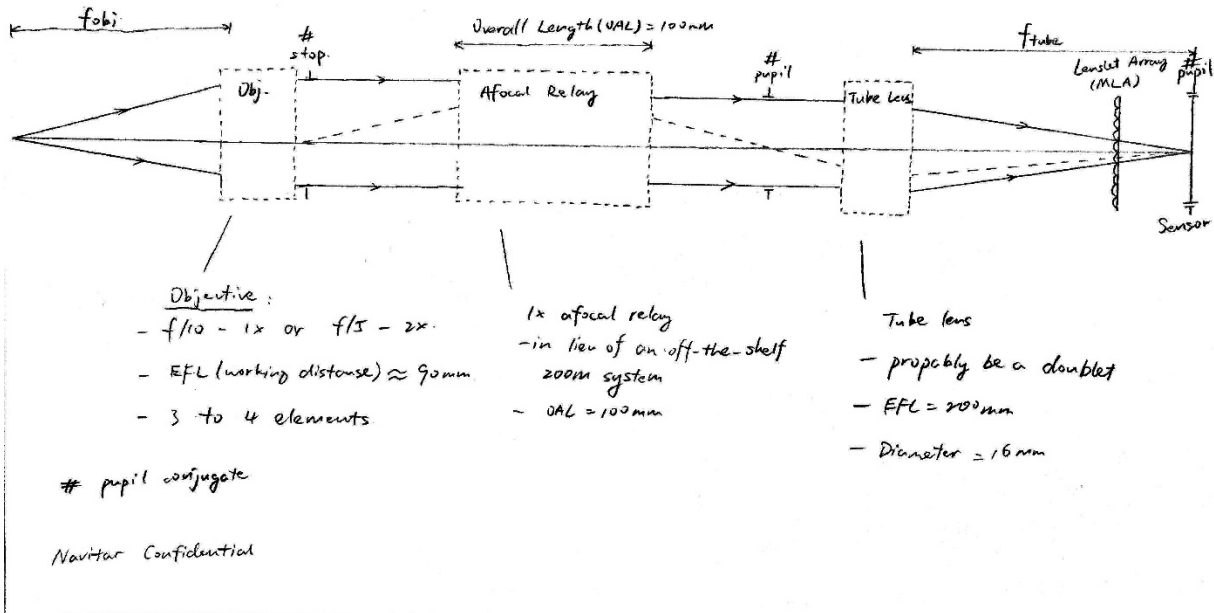 fobj
Overall Length (OAL) = 100mm
ftube
#
stop.
#
pupil
Lenslet Array
(MLA)
#
pupil
Obj.
Afocal Relay
Tube Lens
Sensor
Objective :
- f/10 - 1x or f/5 - 2x.
- EFL (working distanse) ≈ 90mm
- 3 to 4 elements
1x afocal relay
- in lieu of an off-the-shelf
zoom system
- OAL = 100mm
Tube lens
- propably be a doublet
- EFL = 200mm
- Diameter = 16mm
# pupil conjugate
Navitar Confidential